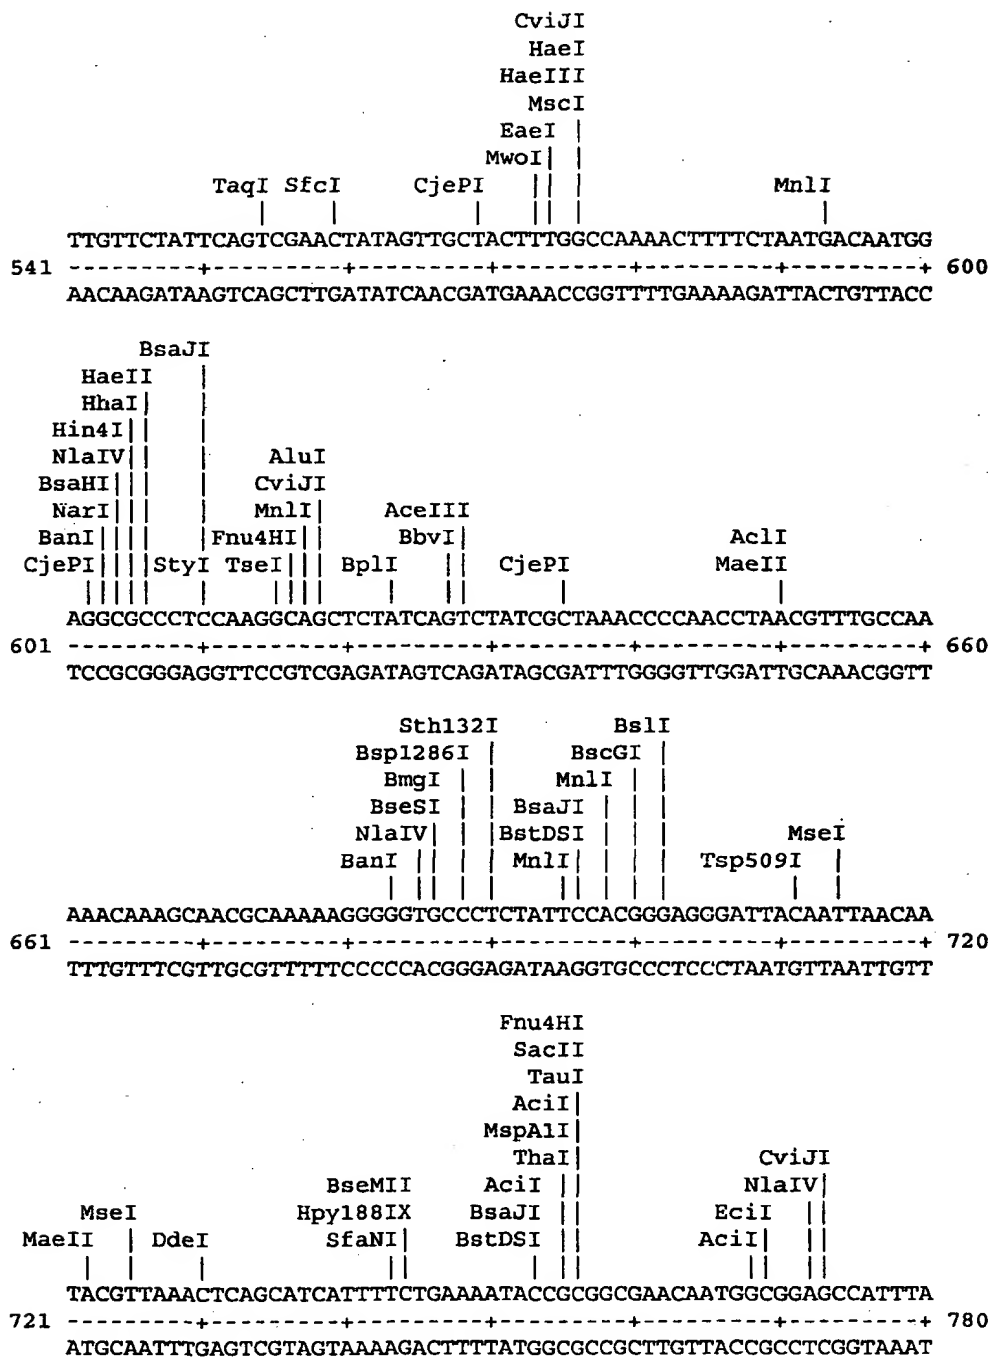 CviJI
HaeI
HaeIII
MscI
EaeI
MwoI
TaqI SfcI CjePI MnlI
TTGTTCTATTCAGTCGAACTATAGTTGCTACTTTGGCCAAAACTTTTCTAATGACAATGG
541 ---------+---------+---------+---------+---------+---------+ 600
AACAAGATAAGTCAGCTTGATATCAACGATGAAACCGGTTTTGAAAAGATTACTGTTACC
BsaJI
HaeII
HhaI
Hin4I
NlaIV AluI
BsaHI CviJI
NarI MnlI AceIII
BanI Fnu4HI BbvI AclI
CjePI StyI TseI BplI CjePI MaeII
AGGCGCCCTCCAAGGCAGCTCTATCAGTCTATCGCTAAACCCCAACCTAACGTTTGCCAA
601 ---------+---------+---------+---------+---------+---------+ 660
TCCGCGGGAGGTTCCGTCGAGATAGTCAGATAGCGATTTGGGGTTGGATTGCAAACGGTT
Sth132I BslI
Bsp1286I BscGI
BmgI MnlI
BseSI BsaJI
NlaIV BstDSI MseI
BanI MnlI Tsp509I
AAACAAAGCAACGCAAAAAGGGGGTGCCCTCTATTCCACGGGAGGGATTACAATTAACAA
661 ---------+---------+---------+---------+---------+---------+ 720
TTTGTTTCGTTGCGTTTTTCCCCCACGGGAGATAAGGTGCCCTCCCTAATGTTAATTGTT
Fnu4HI
SacII
TauI
AciI
MspA1I
ThaI CviJI
BseMII AciI NlaIV
MseI Hpy188IX BsaJI EciI
MaeII DdeI SfaNI BstDSI AciI
TACGTTAAACTCAGCATCATTTTCTGAAAATACCGCGGCGAACAATGGCGGAGCCATTTA
721 ---------+---------+---------+---------+---------+---------+ 780
ATGCAATTTGAGTCGTAGTAAAAGACTTTTATGGCGCCGCTTGTTACCGCCTCGGTAAAT